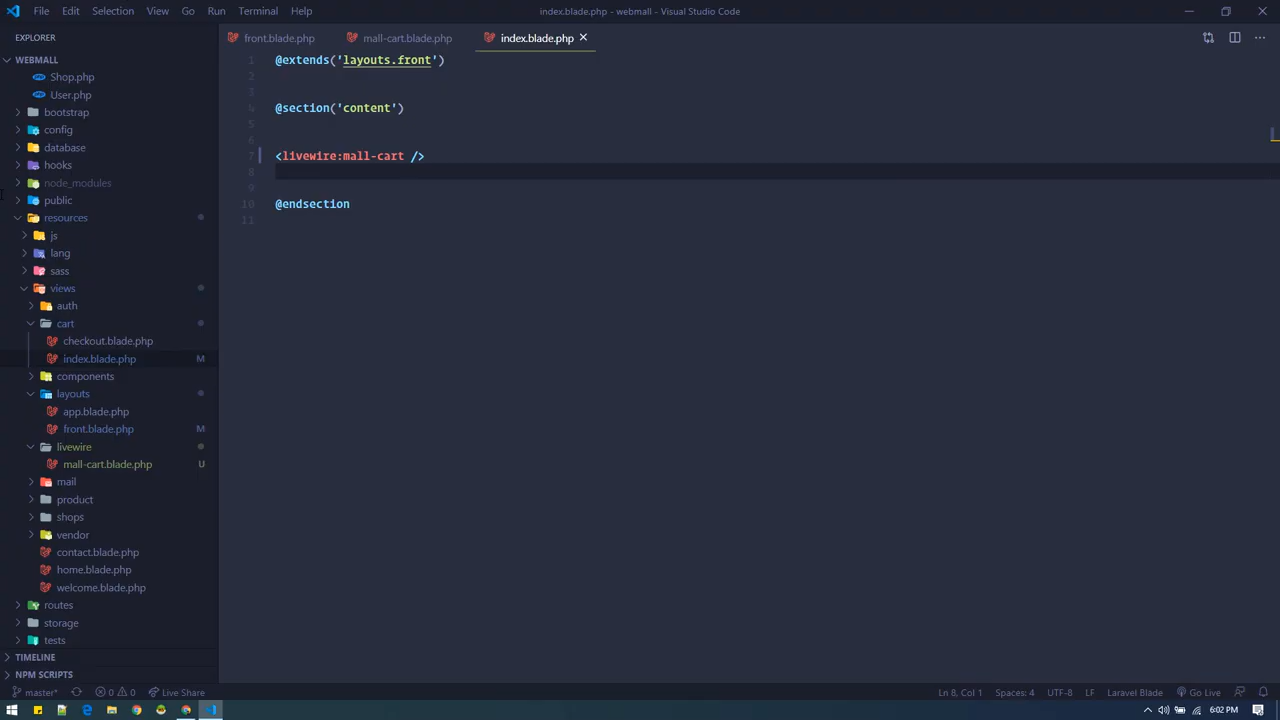 File Edit Selection View Go Run Terminal Help
index.blade.php - webmall - Visual Studio Code
EXPLORER
WEBMALL
Shop.php
User.php
bootstrap
config
database
hooks
node_modules
public
resources
js
lang
sass
views
auth
cart
checkout.blade.php
index.blade.php M
components
layouts
app.blade.php
front.blade.php M
livewire
mall-cart.blade.php U
mail
product
shops
vendor
contact.blade.php
home.blade.php
welcome.blade.php
routes
storage
tests
TIMELINE
NPM SCRIPTS
front.blade.php mall-cart.blade.php index.blade.php
1 @extends('layouts.front')
2
3
4 @section('content')
5
6
7 <livewire:mall-cart />
8
9
10 @endsection
11
master* 0 0 Live Share
Ln 8, Col 1 Spaces: 4 UTF-8 LF Laravel Blade Go Live
6:02 PM